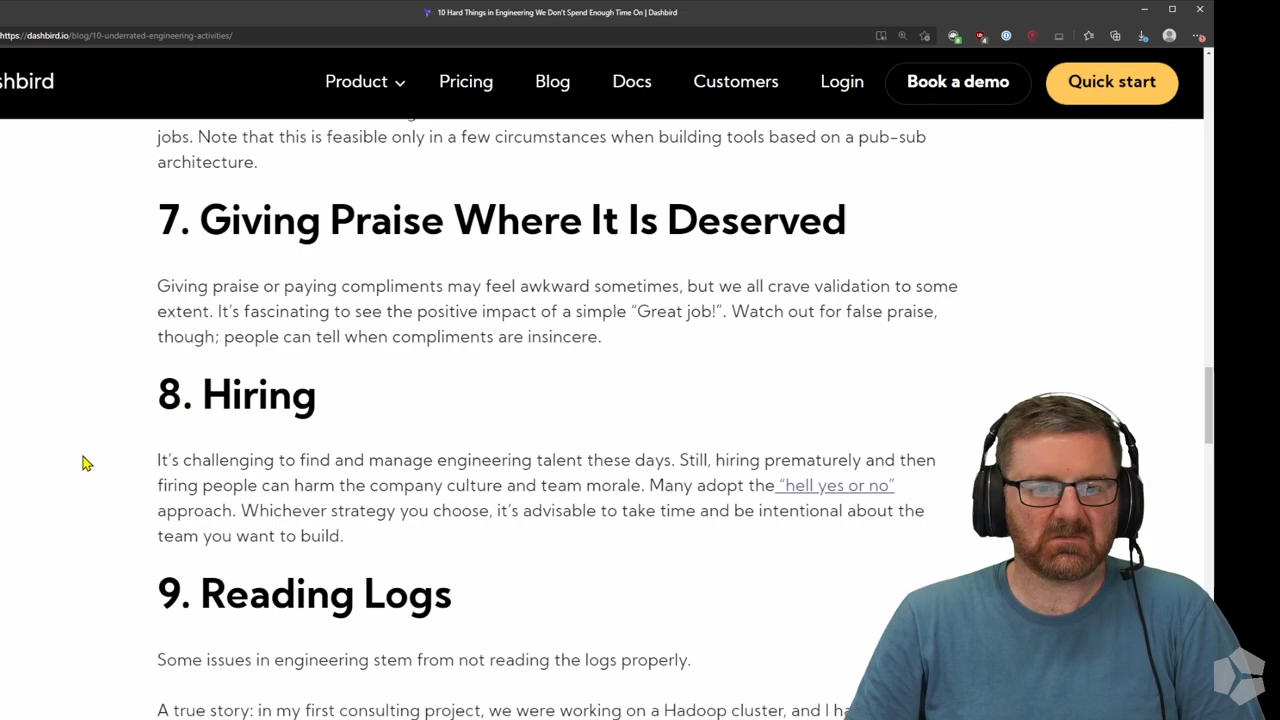 10 Hard Things in Engineering We Don't Spend Enough Time On | Dashbird
https://dashbird.io/blog/10-underrated-engineering-activities/
shbird Product Pricing Blog Docs Customers Login Book a demo Quick start
jobs. Note that this is feasible only in a few circumstances when building tools based on a pub-sub
architecture.
7. Giving Praise Where It Is Deserved
Giving praise or paying compliments may feel awkward sometimes, but we all crave validation to some
extent. It's fascinating to see the positive impact of a simple “Great job!”. Watch out for false praise,
though; people can tell when compliments are insincere.
8. Hiring
It's challenging to find and manage engineering talent these days. Still, hiring prematurely and then
firing people can harm the company culture and team morale. Many adopt the “hell yes or no”
approach. Whichever strategy you choose, it's advisable to take time and be intentional about the
team you want to build.
9. Reading Logs
Some issues in engineering stem from not reading the logs properly.
A true story: in my first consulting project, we were working on a Hadoop cluster, and I ha